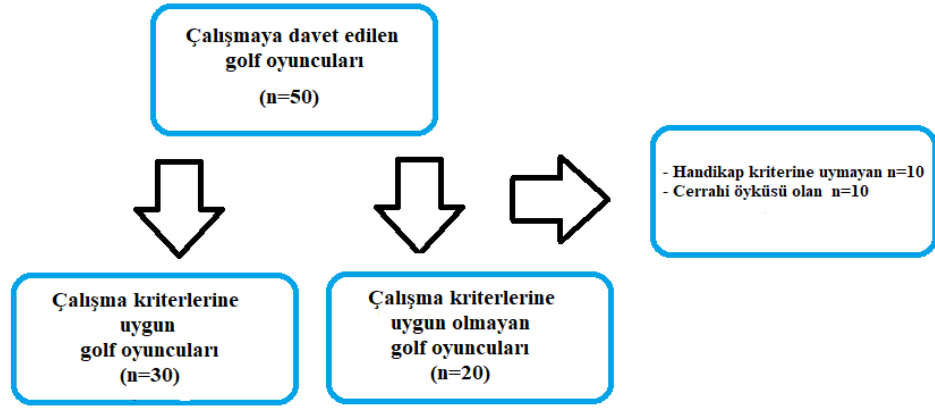 Çalışmaya davet edilen
golf oyuncuları
(n=50)
- Handikap kriterine uymayan n=10
- Cerrahi öyküsü olan n=10
Çalışma kriterlerine
uygun
golf oyuncuları
(n=30)
Çalışma kriterlerine
uygun olmayan
golf oyuncuları
(n=20)